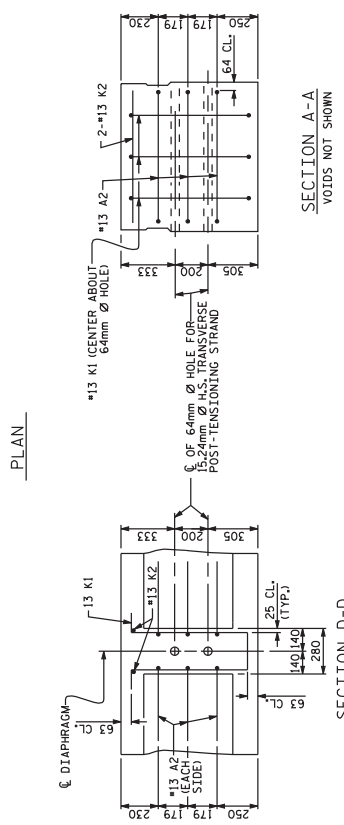 PLAN
230
179
179
250
64 CL.
2-#13 K2
#13 A2
#13 K1 (CENTER ABOUT
64mm Ø HOLE)
333
200
305
SECTION A-A
VOIDS NOT SHOWN
℄ OF 64mm Ø HOLE FOR
15.24mm Ø H.S. TRANSVERSE
POST-TENSIONING STRAND
333
200
305
13 K1
#13 K2
25 CL.
(TYP.)
℄ DIAPHRAGM
63 CL.
140
140
280
63 CL.
#13 A2
(EACH
SIDE)
230
179
179
250